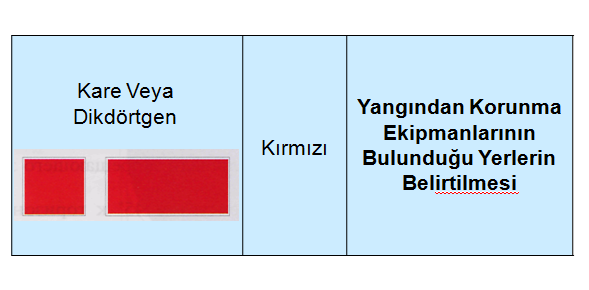 Kare Veya
Dikdörtgen
Kırmızı
Yangından Korunma
Ekipmanlarının
Bulunduğu Yerlerin
Belirtilmesi